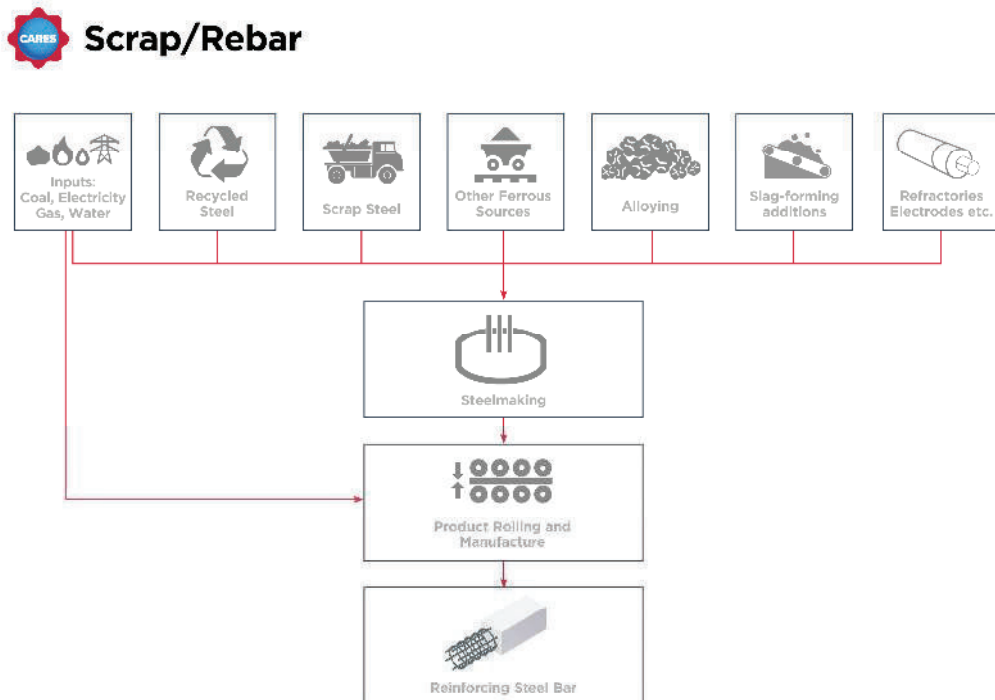 CARES
Scrap/Rebar
Inputs:
Coal, Electricity
Gas, Water
Recycled
Steel
Scrap Steel
Other Ferrous
Sources
Alloying
Slag-forming
additions
Refractories
Electrodes etc.
Steelmaking
Product Rolling and
Manufacture
Reinforcing Steel Bar